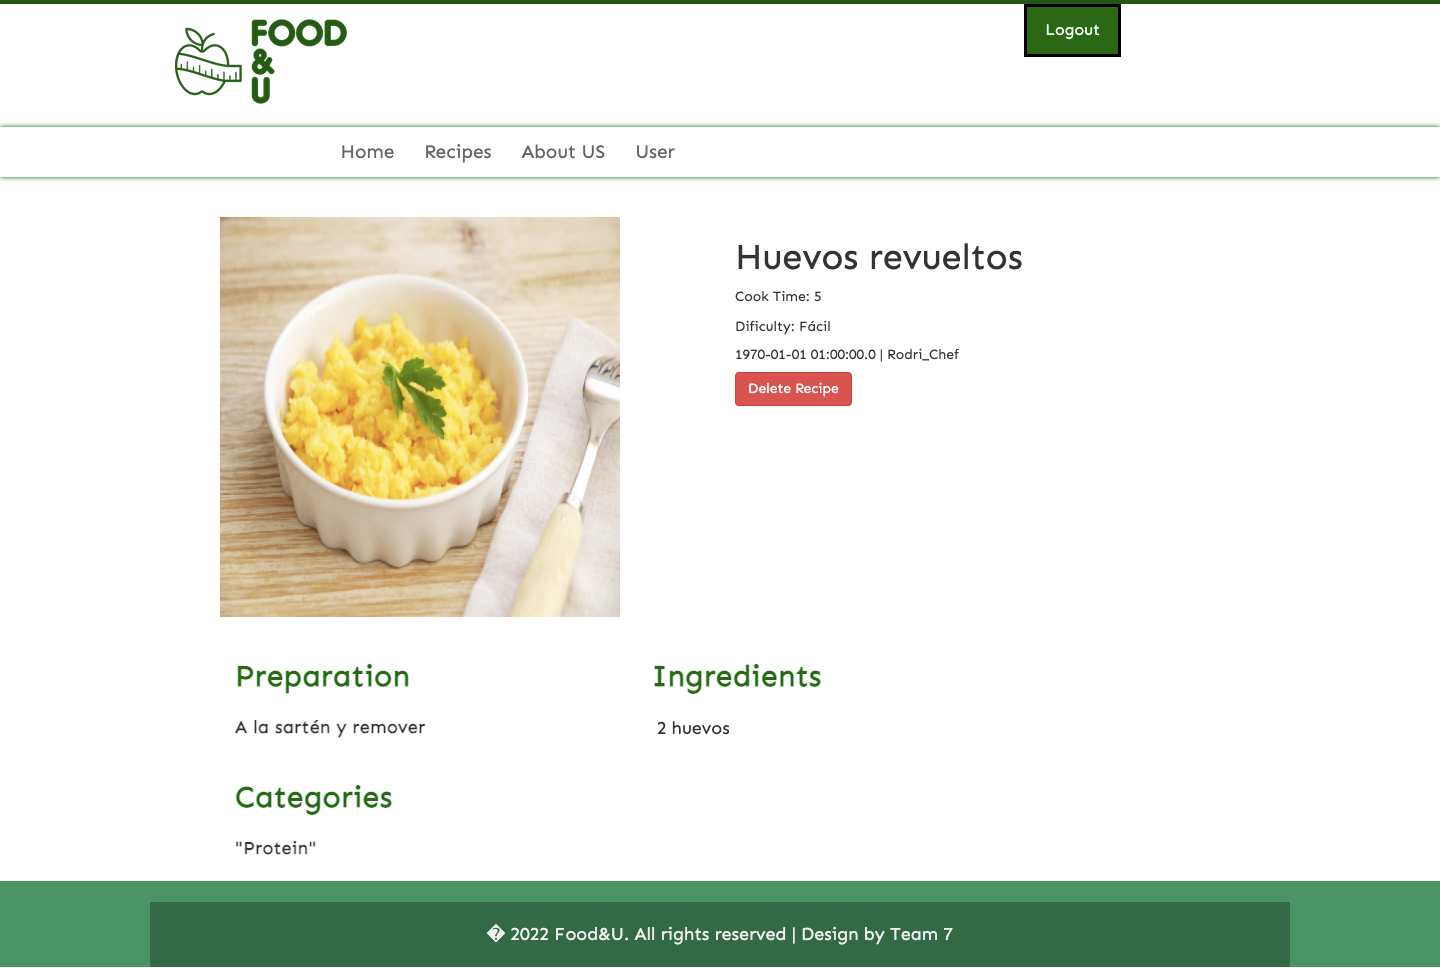 FOOD
&
U
Logout
Home Recipes About US User
Huevos revueltos
Cook Time: 5
Dificulty: Fácil
1970-01-01 01:00:00.0 | Rodri_Chef
Delete Recipe
Preparation
A la sartén y remover
Ingredients
2 huevos
Categories
"Protein"
� 2022 Food&U. All rights reserved | Design by Team 7